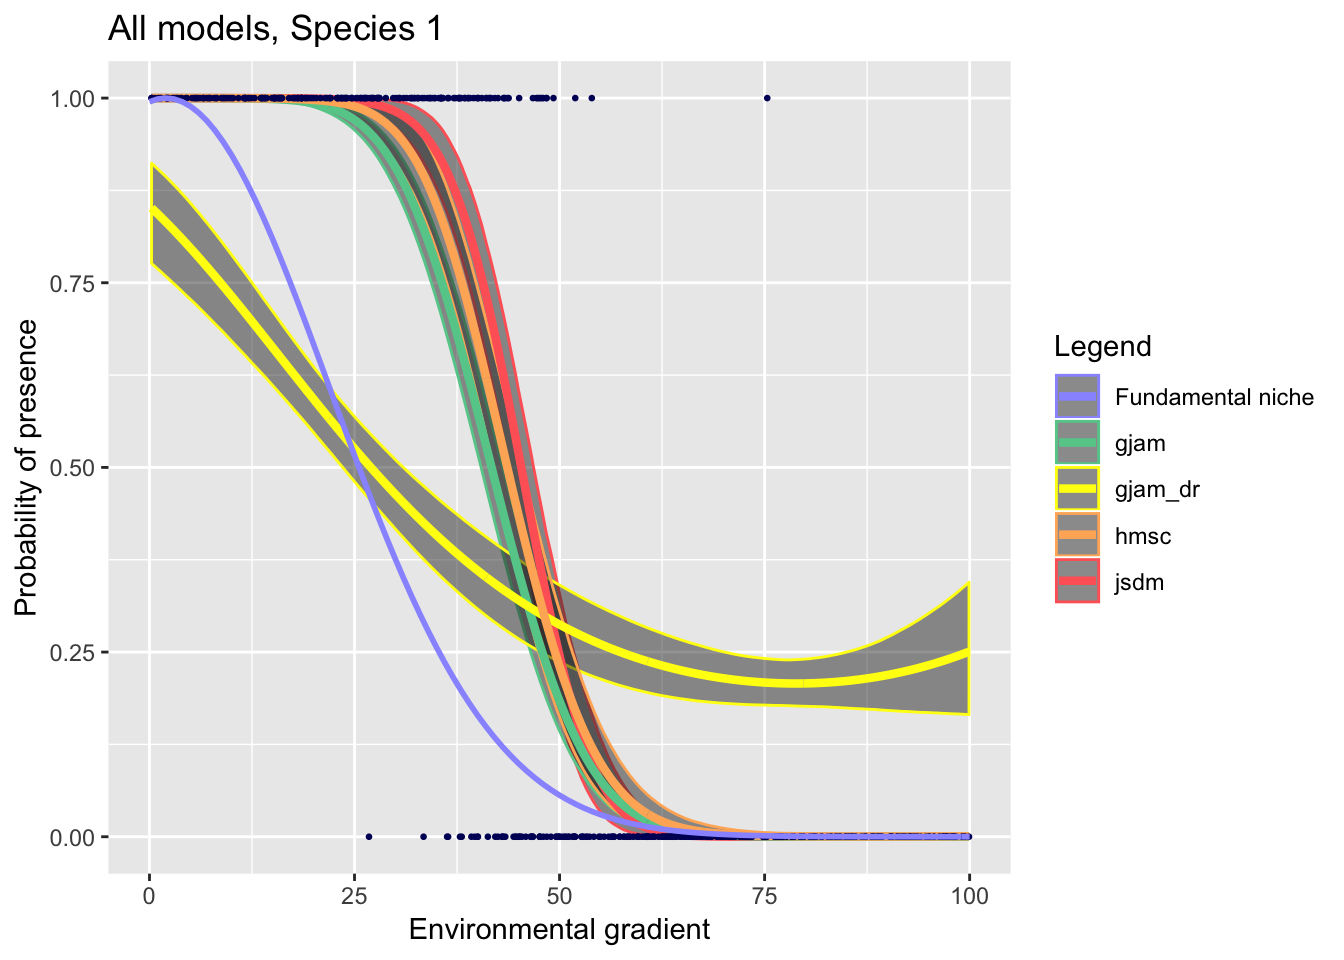 All models, Species 1
Probability of presence
1.00
0.75
0.50
0.25
0.00
0
25
50
75
100
Environmental gradient
Legend
Fundamental niche
gjam
gjam_dr
hmsc
jsdm